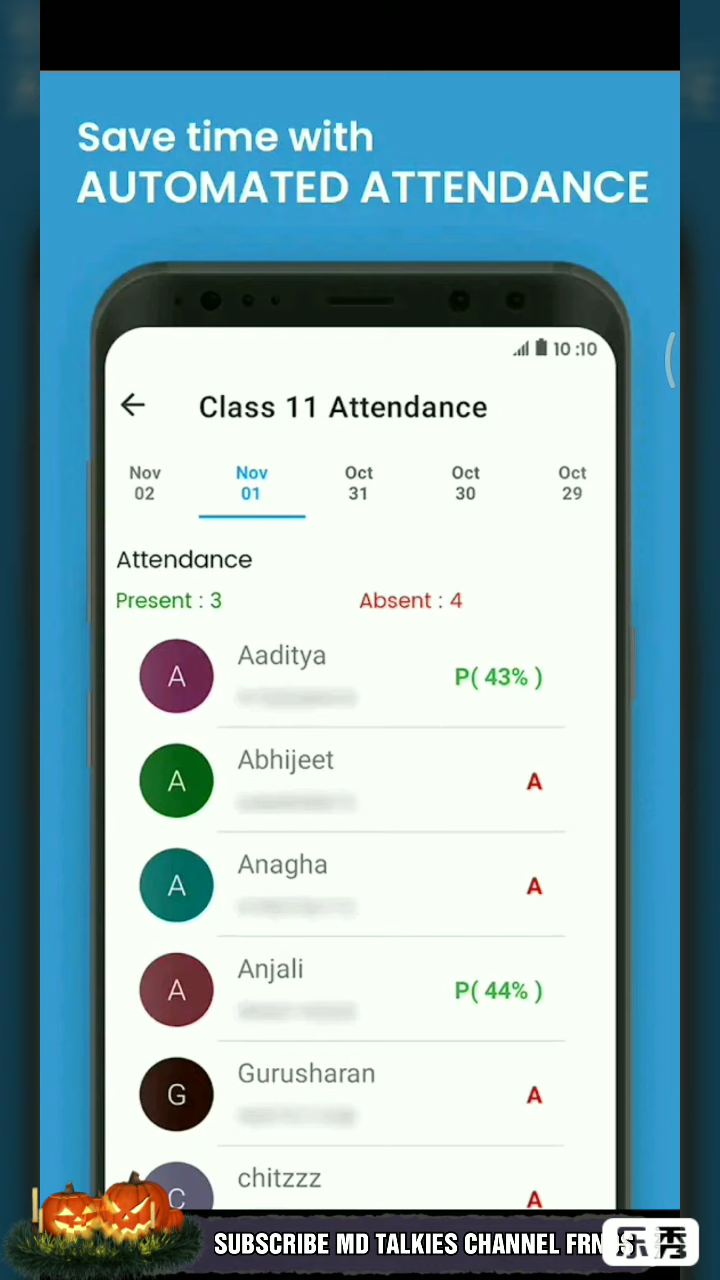 Save time with
AUTOMATED ATTENDANCE
10:10
Class 11 Attendance
Nov Nov Oct Oct Oct
02 01 31 30 29
Attendance
Present : 3 Absent : 4
A Aaditya P( 43% )
A Abhijeet A
A Anagha A
A Anjali P( 44% )
G Gurusharan A
C chitzzz A
SUBSCRIBE MD TALKIES CHANNEL
乐秀